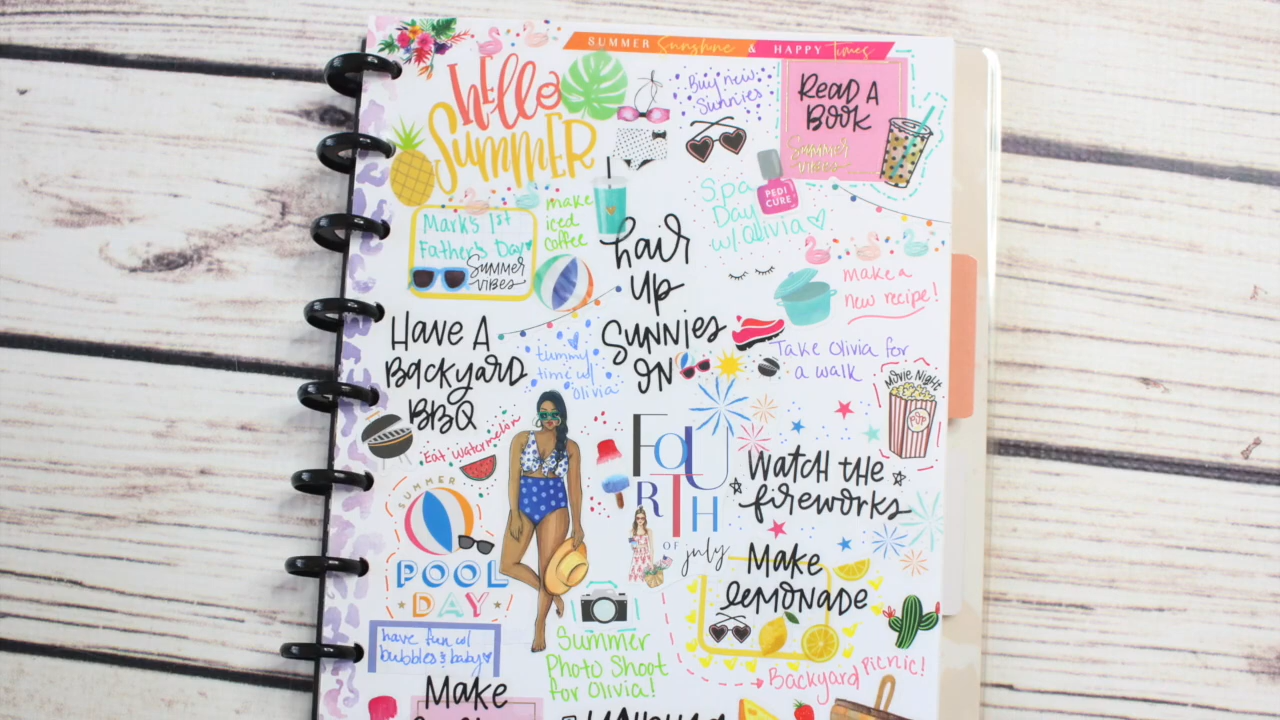 SUMMER Sunshine & HAPPY Times
hello
Summer
Buy new
Sunnies
Read A
Book
Summer
vibes
make
iced
coffee
Spa
Day
w/ Olivia
PEDI
CURE
Mark's 1st
Father's Day
Summer
vibes
hair
up
Sunnies
on
make a
new recipe!
Have A
Backyard
BBQ
tummy
time w/
Olivia
Take Olivia for
a walk
Movie Night
POP
Eat watermelon
FOU
RTH
OF july
Watch the
fireworks
SUMMER
POOL
DAY
Make
lemonade
have fun w/
bubbles & baby
Summer
Photo Shoot
for Olivia!
Backyard Picnic!
Make